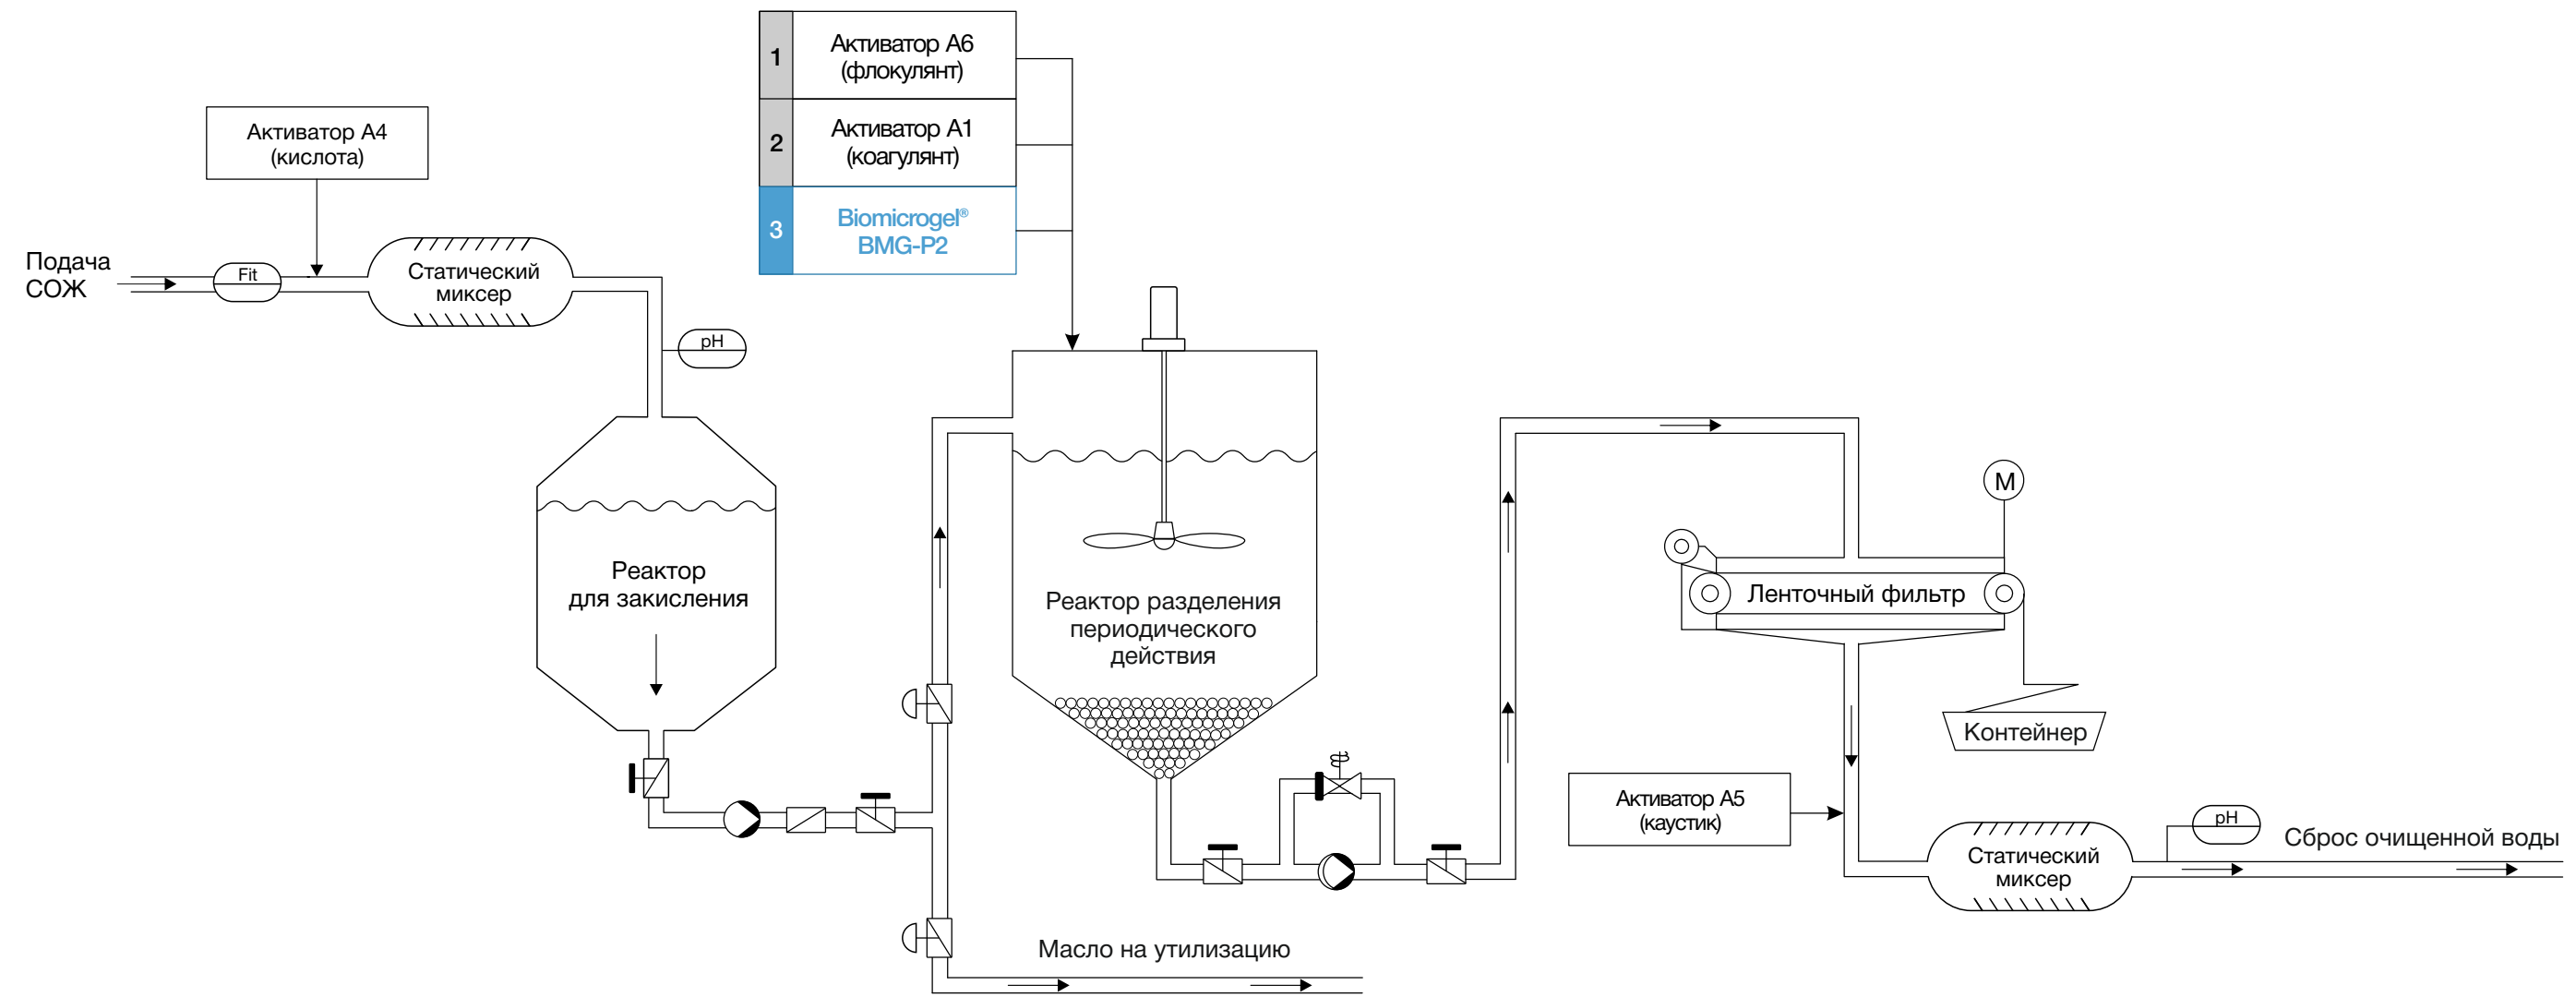 1
Активатор А6
(флокулянт)
2
Активатор А1
(коагулянт)
3
Biomicrogel®
BMG-P2
Активатор А4
(кислота)
Подача
СОЖ
Fit
Статический
миксер
pH
Реактор
для закисления
Реактор разделения
периодического
действия
M
Ленточный фильтр
Контейнер
Активатор А5
(каустик)
Статический
миксер
pH
Сброс очищенной воды
Масло на утилизацию